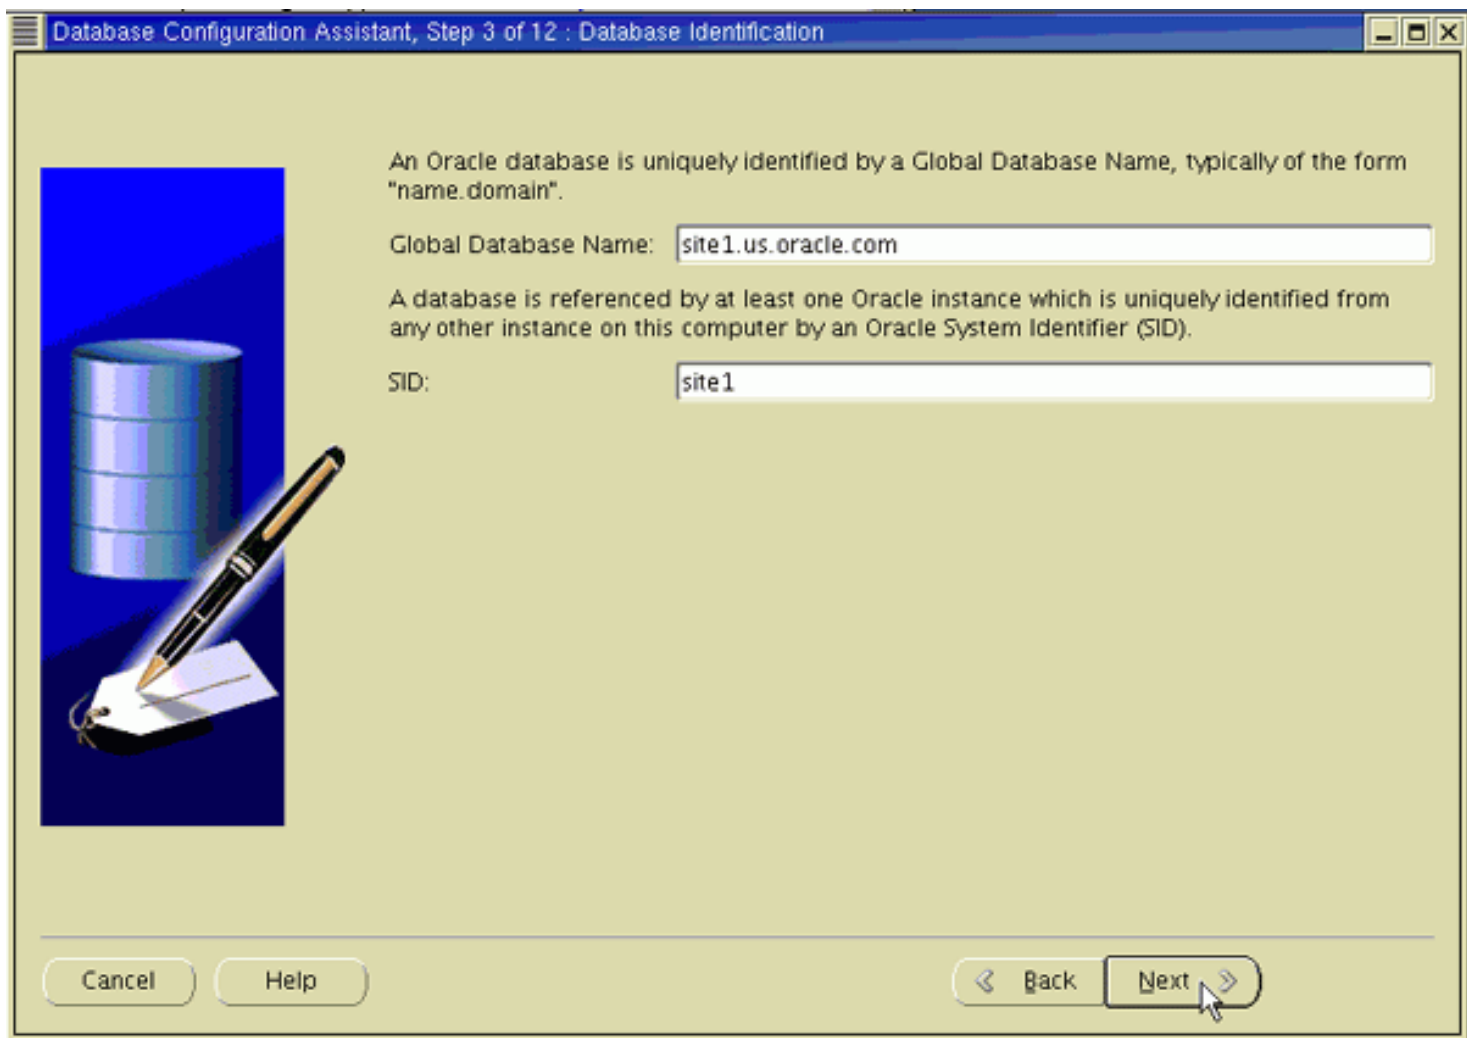 Database Configuration Assistant, Step 3 of 12 : Database Identification
An Oracle database is uniquely identified by a Global Database Name, typically of the form
"name.domain".
Global Database Name: site1.us.oracle.com
A database is referenced by at least one Oracle instance which is uniquely identified from
any other instance on this computer by an Oracle System Identifier (SID).
SID: site1
Cancel Help Back Next